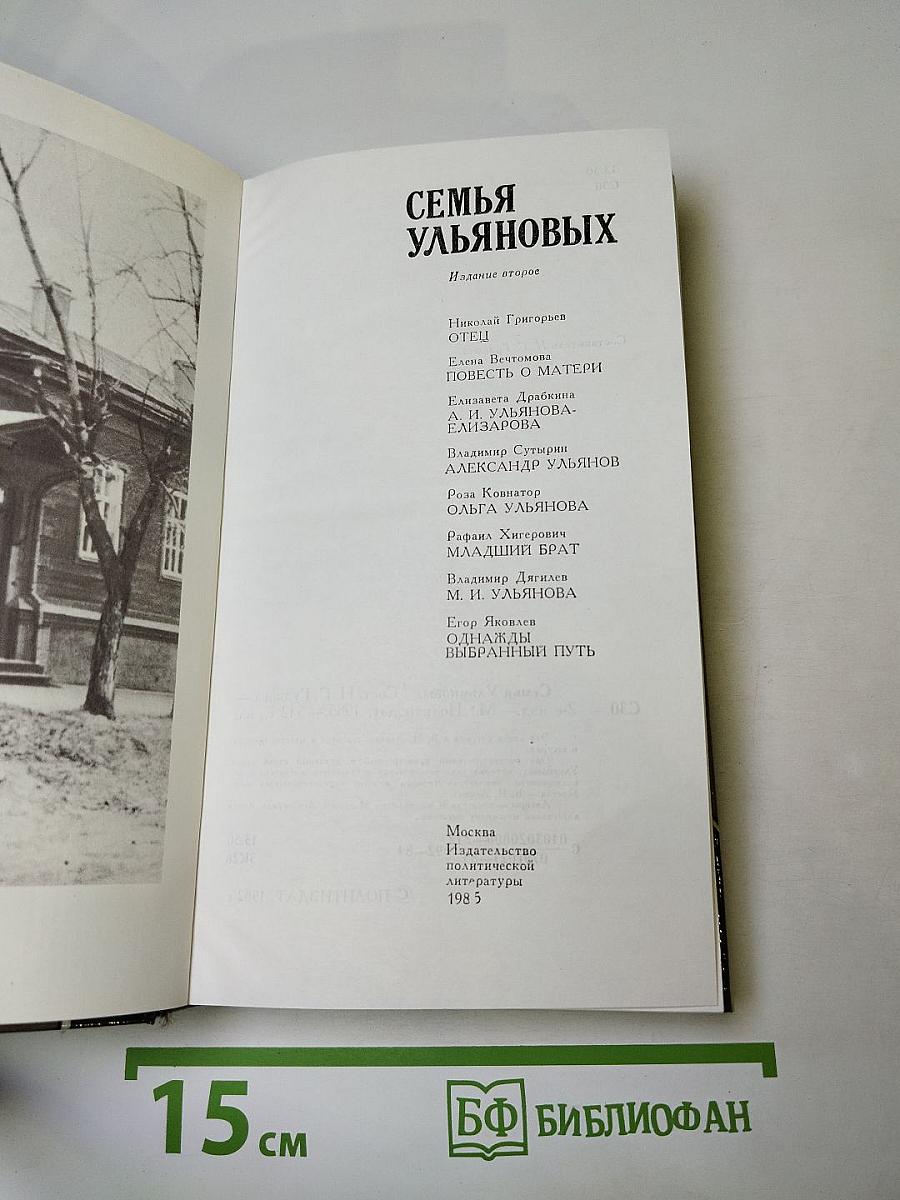 СЕМЬЯ
УЛЬЯНОВЫХ
Издание второе
Николай Григорьев
ОТЕЦ
Елена Вечтомова
ПОВЕСТЬ О МАТЕРИ
Елизавета Драбкина
А. И. УЛЬЯНОВА-
ЕЛИЗАРОВА
Владимир Сутырин
АЛЕКСАНДР УЛЬЯНОВ
Роза Ковнатор
ОЛЬГА УЛЬЯНОВА
Рафаил Хигерович
МЛАДШИЙ БРАТ
Владимир Дягилев
М. И. УЛЬЯНОВА
Егор Яковлев
ОДНАЖДЫ
ВЫБРАННЫЙ ПУТЬ
Москва
Издательство
политической
литературы
1985
15 см
БФ БИБЛИОФАН